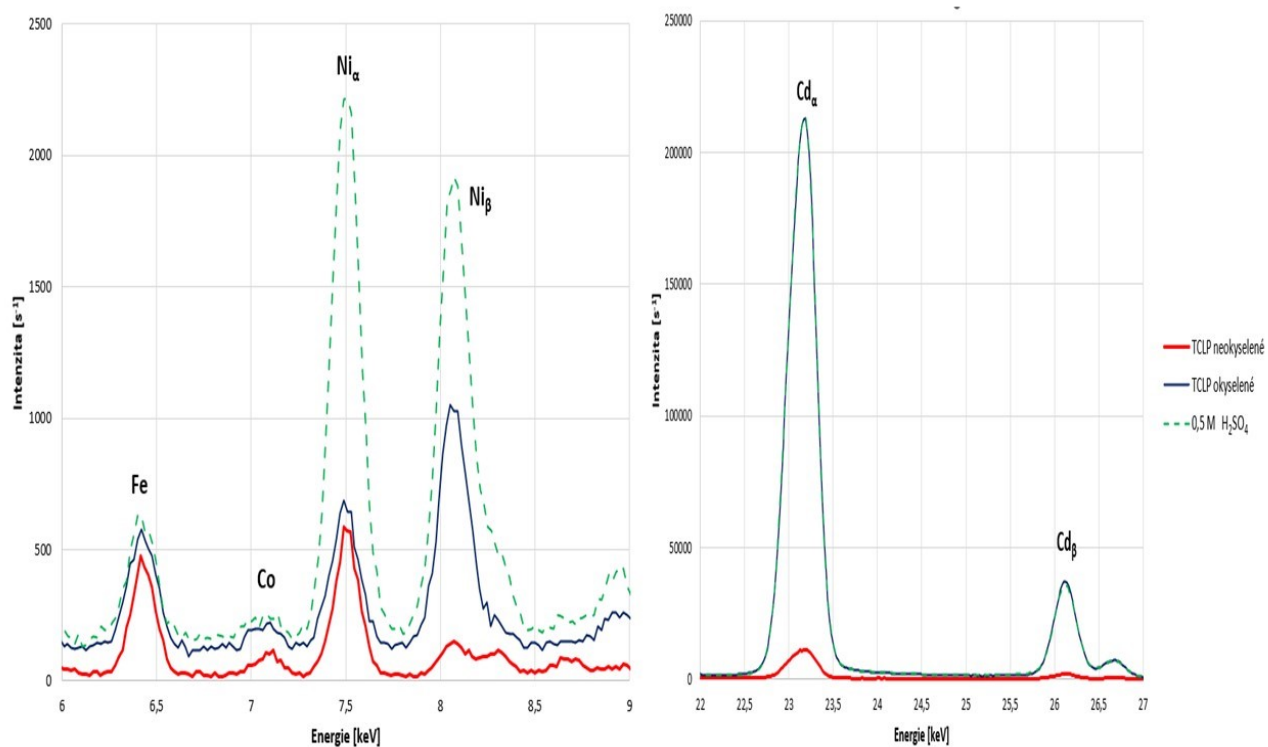 2500
2000
1500
1000
500
0
Intenzita [s⁻¹]
Niα
Niβ
Fe
Co
6 6,5 7 7,5 8 8,5 9
Energie [keV]
250000
200000
150000
100000
50000
0
Intenzita [s⁻¹]
Cdα
Cdβ
22 22,5 23 23,5 24 24,5 25 25,5 26 26,5 27
Energie [keV]
TCLP neokyselené
TCLP okyselené
0,5 M H₂SO₄